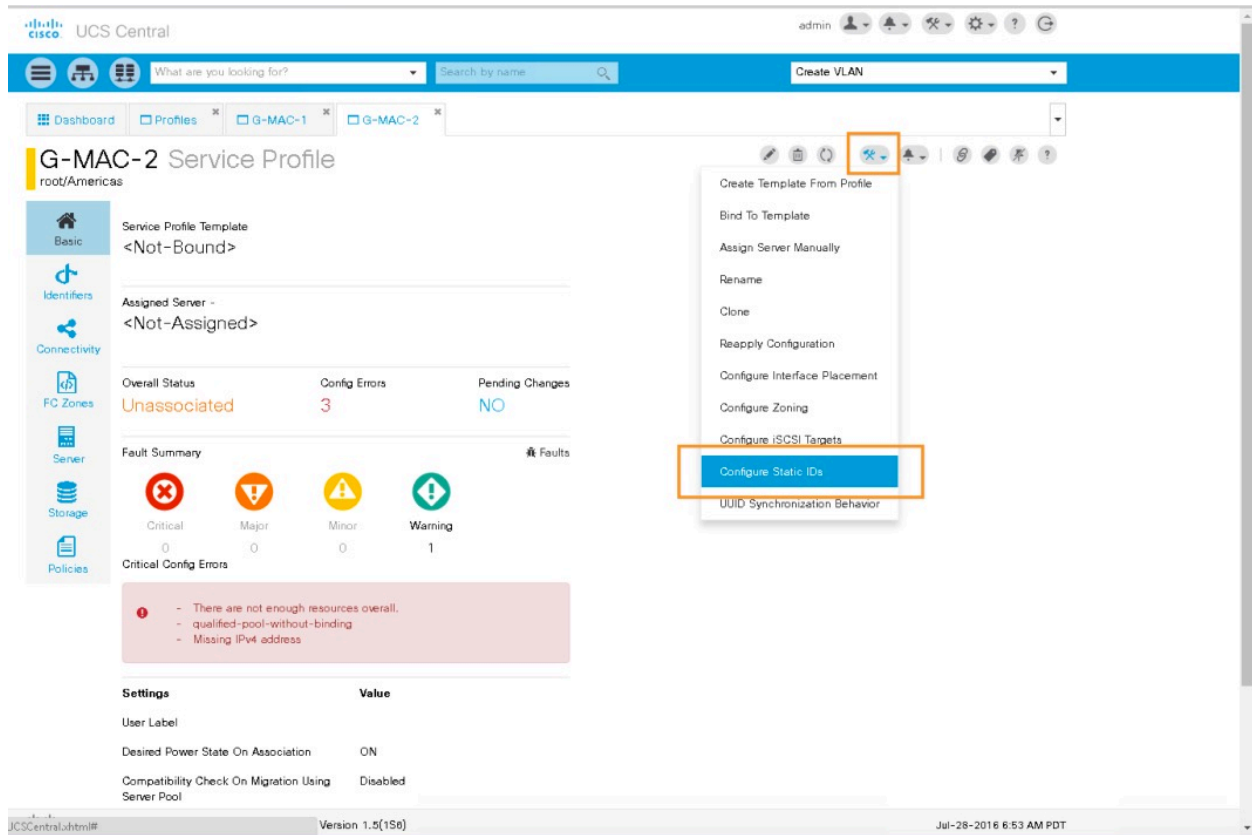 cisco UCS Central
admin
?
What are you looking for?
Search by name
Create VLAN
Dashboard
Profiles
G-MAC-1
G-MAC-2
G-MAC-2 Service Profile
root/Americas
?
Basic
Identifiers
Connectivity
FC Zones
Server
Storage
Policies
Service Profile Template
<Not-Bound>
Assigned Server -
<Not-Assigned>
Overall Status
Config Errors
Pending Changes
Unassociated
3
NO
Fault Summary
Faults
Critical
Major
Minor
Warning
0
0
0
1
Critical Config Errors
- There are not enough resources overall.
- qualified-pool-without-binding
- Missing IPv4 address
Settings Value
User Label
Desired Power State On Association ON
Compatibility Check On Migration Using Server Pool Disabled
Create Template From Profile
Bind To Template
Assign Server Manually
Rename
Clone
Reapply Configuration
Configure Interface Placement
Configure Zoning
Configure iSCSI Targets
Configure Static IDs
UUID Synchronization Behavior
UCSCentral.xhtml#
Version 1.5(1S6)
Jul-28-2016 6:53 AM PDT